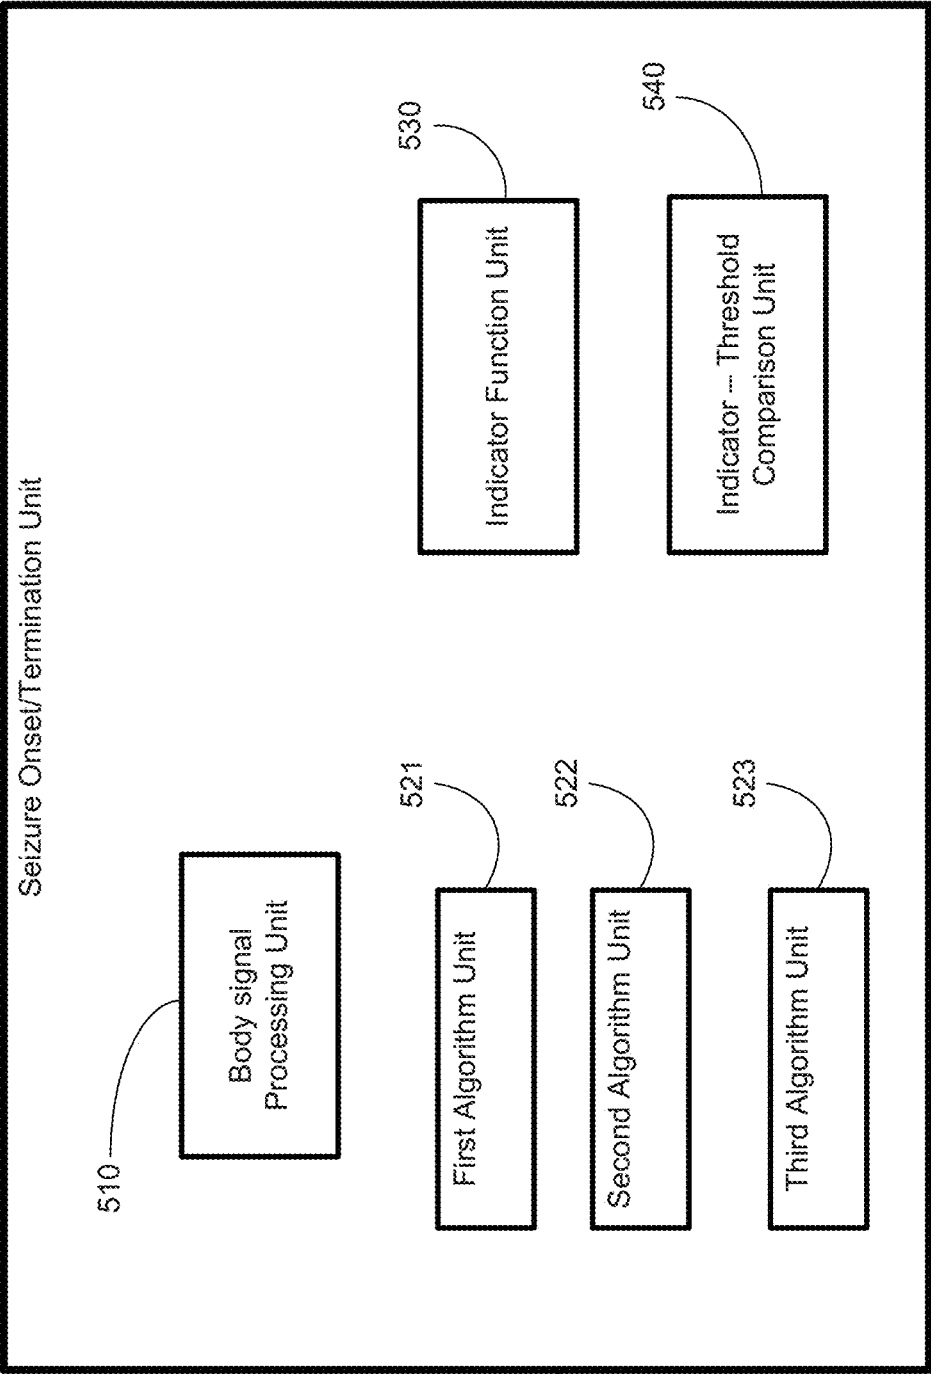 Seizure Onset/Termination Unit
510
Body signal
Processing Unit
521
First Algorithm Unit
522
Second Algorithm Unit
523
Third Algorithm Unit
530
Indicator Function Unit
540
Indicator – Threshold
Comparison Unit